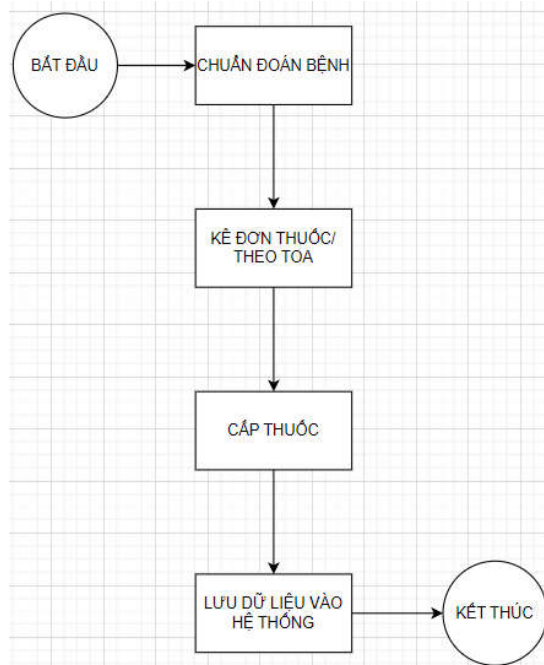 BẮT ĐẦU
CHUẨN ĐOÁN BỆNH
KÊ ĐƠN THUỐC/
THEO TOA
CẤP THUỐC
LƯU DỮ LIỆU VÀO
HỆ THỐNG
KẾT THÚC